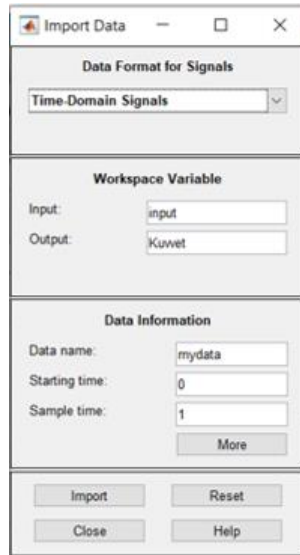 Import Data
Data Format for Signals
Time-Domain Signals
Workspace Variable
Input: input
Output: Kuwet
Data Information
Data name: mydata
Starting time: 0
Sample time: 1
More
Import Reset
Close Help